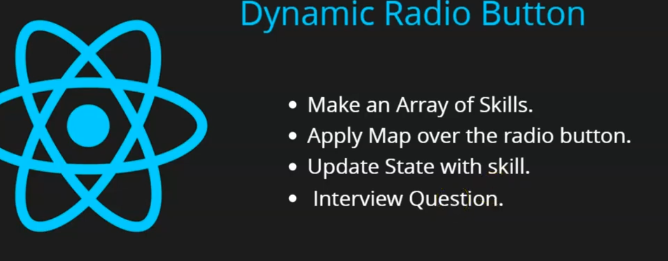 Dynamic Radio Button
• Make an Array of Skills.
• Apply Map over the radio button.
• Update State with skill.
• Interview Question.